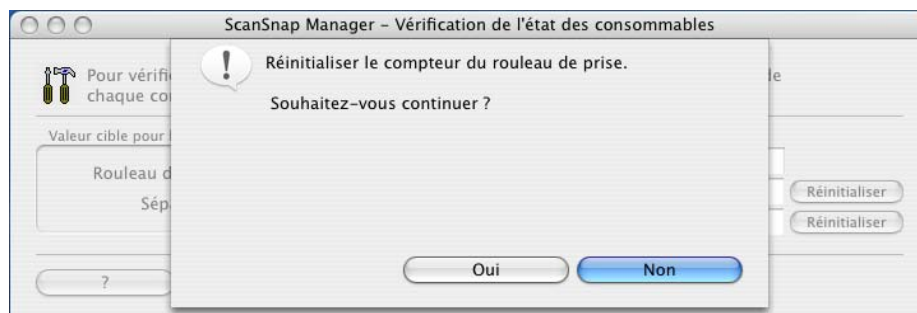 ScanSnap Manager – Vérification de l'état des consommables
Réinitialiser le compteur du rouleau de prise.
Souhaitez-vous continuer ?
Oui
Non
Pour vérifi
le
chaque co
Valeur cible pour
Rouleau d
Sép
Réinitialiser
Réinitialiser
?